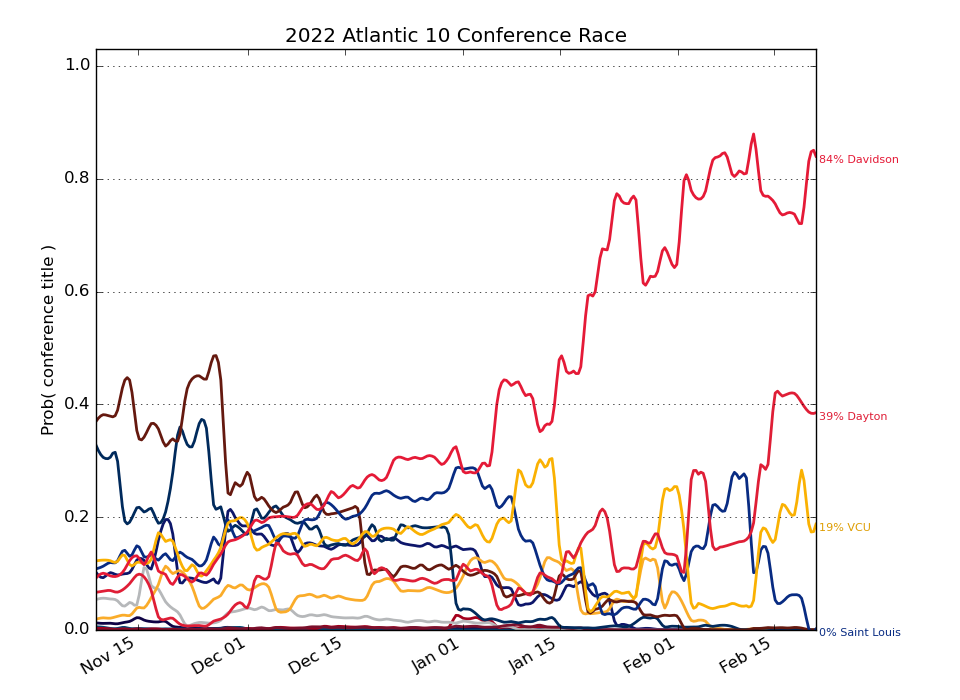 2022 Atlantic 10 Conference Race
Prob( conference title )
1.0
0.8
0.6
0.4
0.2
0.0
Nov 15
Dec 01
Dec 15
Jan 01
Jan 15
Feb 01
Feb 15
84% Davidson
39% Dayton
19% VCU
0% Saint Louis